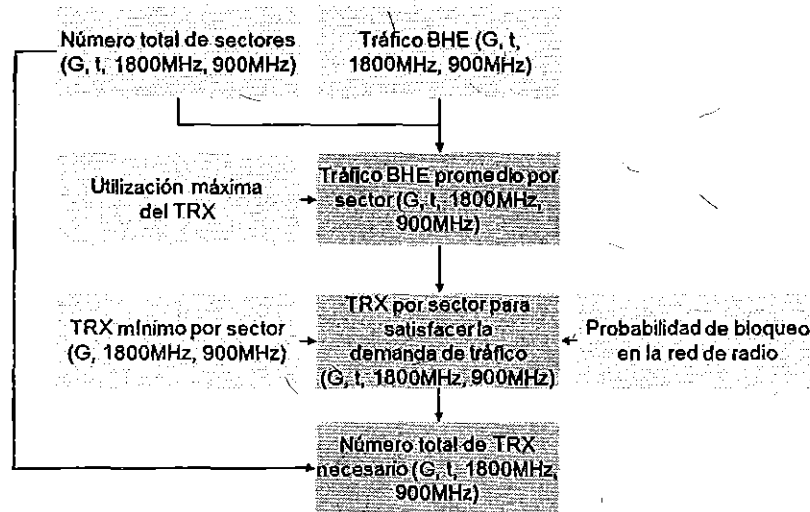 Número total de sectores
(G, t, 1800MHz, 900MHz)
Tráfico BHE (G, t,
1800MHz, 900MHz)
Utilización máxima
del TRX
Tráfico BHE promedio por
sector (G, t, 1800MHz,
900MHz)
TRX mínimo por sector
(G, 1800MHz, 900MHz)
TRX por sector para
satisfacer la
demanda de tráfico
(G, t, 1800MHz, 900MHz)
Probabilidad de bloqueo
en la red de radio
Número total de TRX
necesario (G, t, 1800MHz,
900MHz)